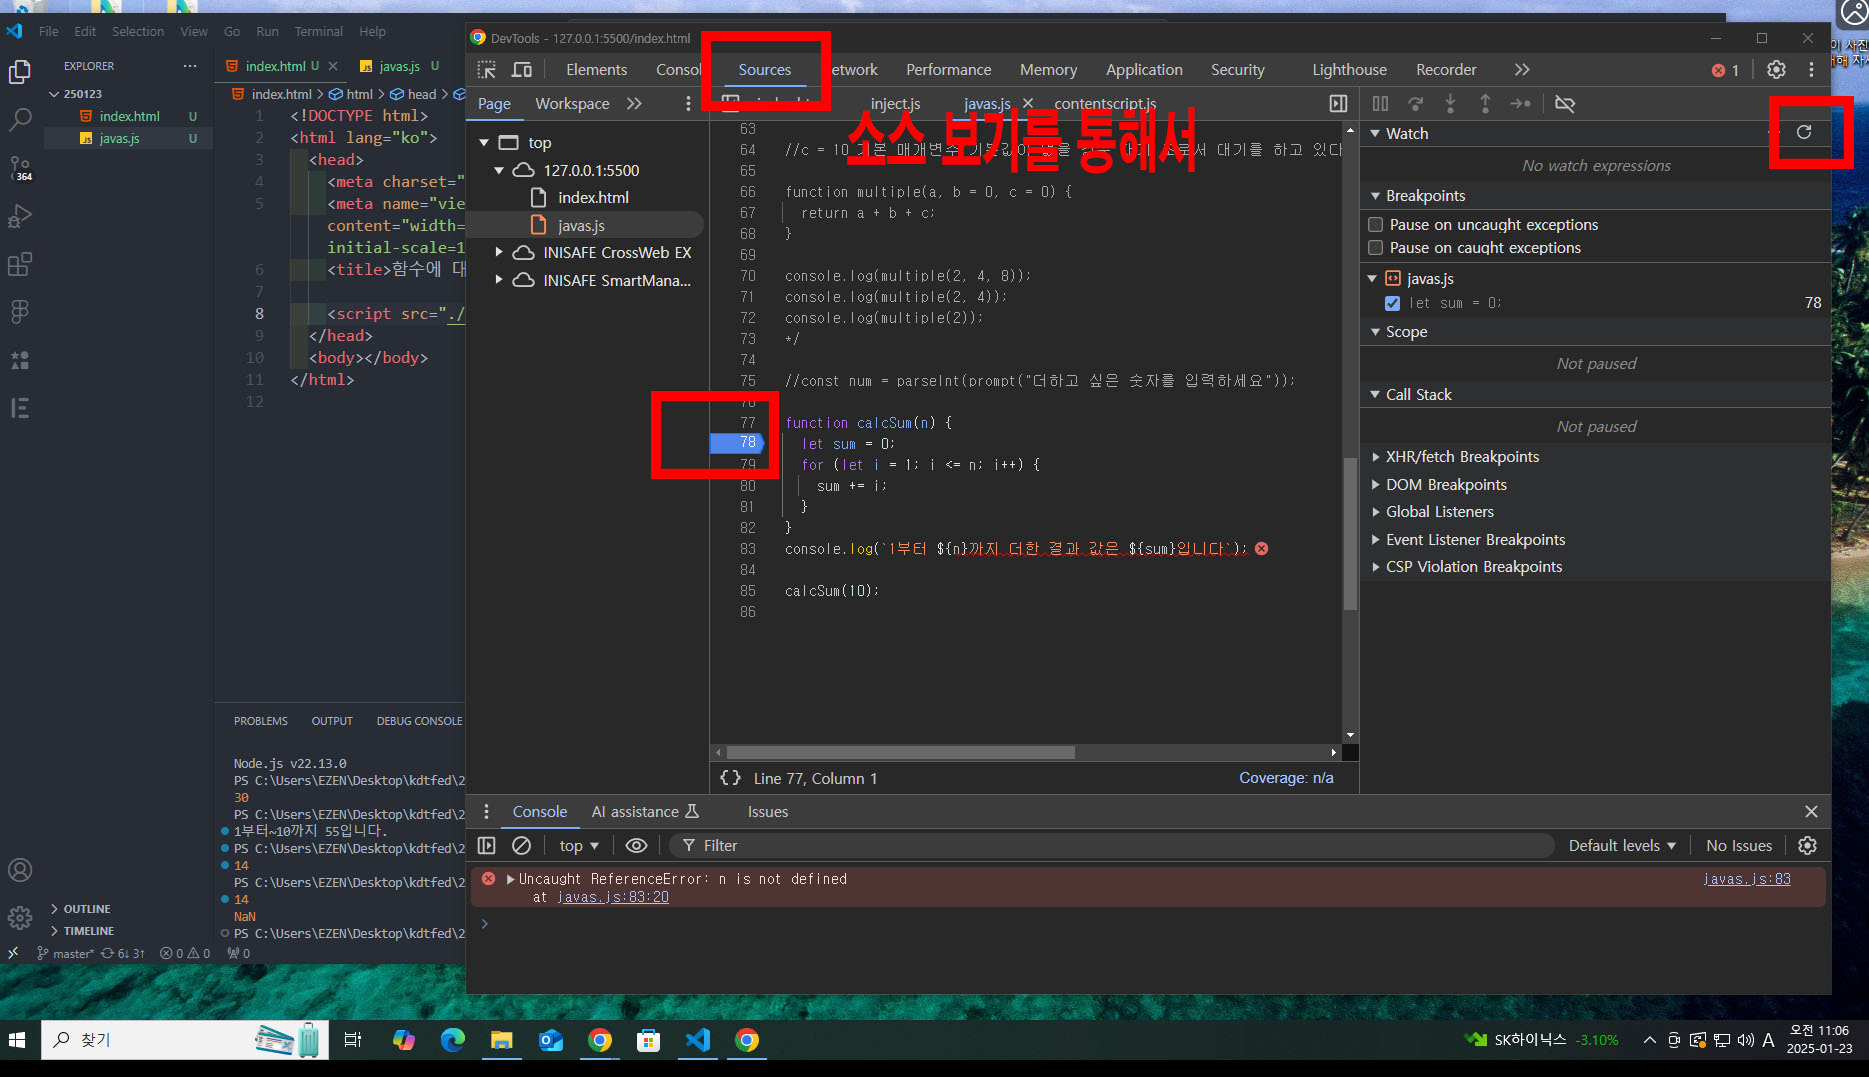 File Edit Selection View Go Run Terminal Help
EXPLORER
250123
index.html U
javas.js U
index.html U
javas.js U
index.html > html > head >
1 <!DOCTYPE html>
2 <html lang="ko">
3 <head>
4 <meta charset="
5 <meta name="vie
content="width=
initial-scale=1
6 <title>함수에 대
7
8 <script src="./
9 </head>
10 <body></body>
11 </html>
12
364
PROBLEMS OUTPUT DEBUG CONSOLE
Node.js v22.13.0
PS C:\Users\EZEN\Desktop\kdtfed\2
30
PS C:\Users\EZEN\Desktop\kdtfed\2
1부터~10까지 55입니다.
PS C:\Users\EZEN\Desktop\kdtfed\2
14
PS C:\Users\EZEN\Desktop\kdtfed\2
14
NaN
PS C:\Users\EZEN\Desktop\kdtfed\2
OUTLINE
TIMELINE
master* 6↓ 3↑ 0 0 0
DevTools - 127.0.0.1:5500/index.html
Elements Consol Sources etwork Performance Memory Application Security Lighthouse Recorder 1
Page Workspace
inject.js javas.js contentscript.js
소스 보기를 통해서
top
127.0.0.1:5500
index.html
javas.js
INISAFE CrossWeb EX
INISAFE SmartMana...
63
64 //c = 10 기본 매개변수 대기를 하고 있다
65
66 function multiple(a, b = 0, c = 0) {
67 return a + b + c;
68 }
69
70 console.log(multiple(2, 4, 8));
71 console.log(multiple(2, 4));
72 console.log(multiple(2));
73 */
74
75 //const num = parseInt(prompt("더하고 싶은 숫자를 입력하세요"));
76
77 function calcSum(n) {
78 let sum = 0;
79 for (let i = 1; i <= n; i++) {
80 sum += i;
81 }
82 }
83 console.log(`1부터 ${n}까지 더한 결과 값은 ${sum}입니다`);
84
85 calcSum(10);
86
{} Line 77, Column 1 Coverage: n/a
Watch
No watch expressions
Breakpoints
Pause on uncaught exceptions
Pause on caught exceptions
javas.js
let sum = 0; 78
Scope
Not paused
Call Stack
Not paused
XHR/fetch Breakpoints
DOM Breakpoints
Global Listeners
Event Listener Breakpoints
CSP Violation Breakpoints
Console AI assistance Issues
top Filter Default levels No Issues
Uncaught ReferenceError: n is not defined javas.js:83
at javas.js:83:20
찾기
SK하이닉스 -3.10% A 오전 11:06
2025-01-23